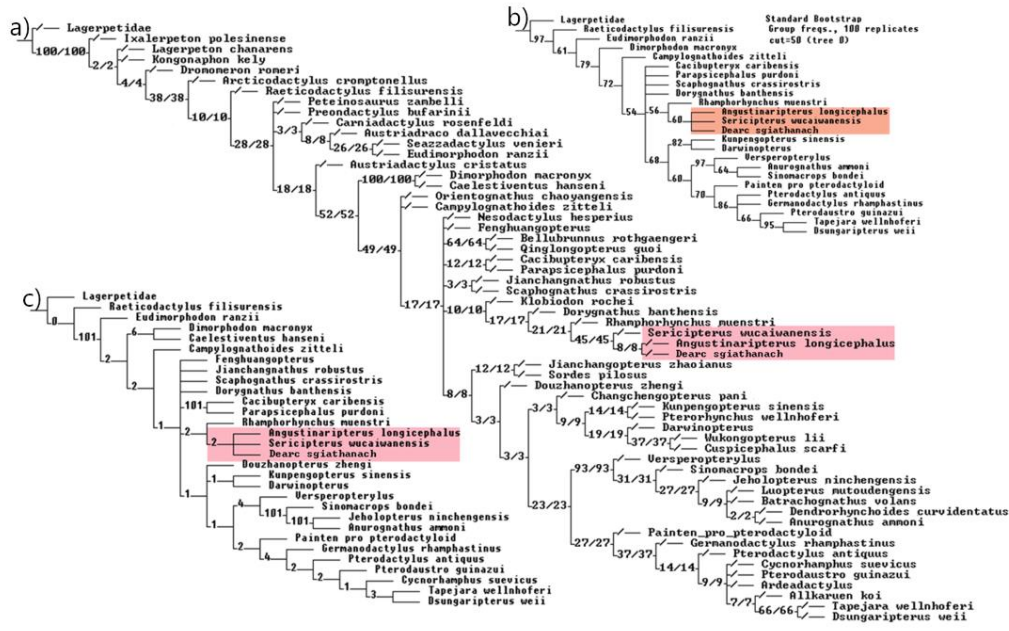 a)
Lagerpetidae
100/100
Ixalerpeton polesinense
2/2
Lagerpeton chanarens
Kongonaphon kely
4/4
Dromomeron romeri
38/38
Arcticodactylus cromptonellus
10/10
Raeticodactylus filisurensis
Peteinosaurus zambelli
Preondactylus bufarinii
28/28
3/3
Carniadactylus rosenfeldi
8/8
Austriadraco dallavecchiai
26/26
Seazzadactylus venieri
Eudimorphodon ranzii
18/18
Austriadactylus cristatus
52/52
100/100
Dimorphodon macronyx
Caelestiventus hanseni
49/49
Orientognathus chaoyangensis
Campylognathoides zitteli
17/17
Nesodactylus hesperius
Fenghuangopterus
64/64
Bellubrunnus rothgaengeri
Qinglongopterus guoi
12/12
Cacibupteryx caribensis
Parapsicephalus purdoni
3/3
Jianchangnathus robustus
Scaphognathus crassirostris
10/10
Klobiodon rochei
17/17
Dorygnathus banthensis
21/21
Rhamphorhynchus muenstri
45/45
Sericipterus wucaiwanensis
8/8
Angustinaripterus longicephalus
Dearc sgiathanach
8/8
12/12
Jianchangopterus zhaoianus
Sordes pilosus
3/3
Douzhanopterus zhengi
3/3
3/3
Changchengopterus pani
9/9
14/14
Kunpengopterus sinensis
Pterorhynchus wellnhoferi
19/19
Darwinopterus
37/37
Wukongopterus lii
Cuspicephalus scarfi
23/23
93/93
Versperopterylus
31/31
Sinomacrops bondei
27/27
Jeholopterus ninchengensis
9/9
Luopterus mutoudengensis
Batrachognathus volans
2/2
Dendrorhynchoides curvidentatus
Anurognathus ammoni
27/27
Painten_pro_pterodactyloid
37/37
Germanodactylus rhamphastinus
14/14
Pterodactylus antiquus
9/9
Cycnorhamphus suevicus
Pterodaustro guinazui
Ardeadactylus
7/7
Allkaruen koi
66/66
Tapejara wellnhoferi
Dsungaripterus weii
b)
Standard Bootstrap
Group freqs., 100 replicates
cut=50 (tree 0)
Lagerpetidae
97
Raeticodactylus filisurensis
61
Eudimorphodon ranzii
79
Dimorphodon macronyx
72
Campylognathoides zitteli
54
Cacibupteryx caribensis
Parapsicephalus purdoni
Scaphognathus crassirostris
Dorygnathus banthensis
56
Rhamphorhynchus muenstri
60
Angustinaripterus longicephalus
Sericipterus wucaiwanensis
Dearc sgiathanach
68
82
Kunpengopterus sinensis
Darwinopterus
60
97
Versperopterylus
64
Anurognathus ammoni
Sinomacrops bondei
70
Painten pro pterodactyloid
86
Pterodactylus antiquus
Germanodactylus rhamphastinus
66
Pterodaustro guinazui
95
Tapejara wellnhoferi
Dsungaripterus weii
c)
Lagerpetidae
0
Raeticodactylus filisurensis
101
Eudimorphodon ranzii
2
6
Dimorphodon macronyx
Caelestiventus hanseni
2
Campylognathoides zitteli
1
Fenghuangopterus
Jianchangnathus robustus
Scaphognathus crassirostris
Dorygnathus banthensis
101
Cacibupteryx caribensis
Parapsicephalus purdoni
2
Rhamphorhynchus muenstri
2
Angustinaripterus longicephalus
Sericipterus wucaiwanensis
Dearc sgiathanach
1
Douzhanopterus zhengi
1
Kunpengopterus sinensis
Darwinopterus
1
4
Versperopterylus
101
Sinomacrops bondei
101
Jeholopterus ninchengensis
Anurognathus ammoni
2
Painten pro pterodactyloid
4
Germanodactylus rhamphastinus
2
Pterodactylus antiquus
2
Pterodaustro guinazui
1
Cycnorhamphus suevicus
3
Tapejara wellnhoferi
Dsungaripterus weii